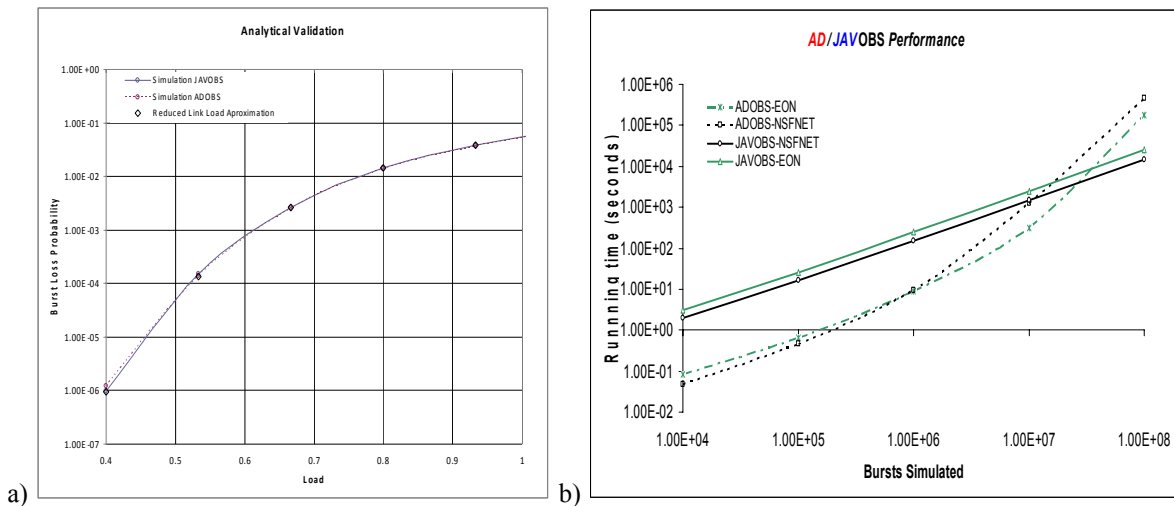 Analytical Validation
Burst Loss Probability
1.00E+00
1.00E-01
1.00E-02
1.00E-03
1.00E-04
1.00E-05
1.00E-06
1.00E-07
Simulation JAVOBS
Simulation ADOBS
Reduced Link Load Aproximation
0.4 0.5 0.6 0.7 0.8 0.9 1
Load
a)
AD/JAVOBS Performance
Runnning time (seconds)
1.00E+06
1.00E+05
1.00E+04
1.00E+03
1.00E+02
1.00E+01
1.00E+00
1.00E-01
1.00E-02
ADOBS-EON
ADOBS-NSFNET
JAVOBS-NSFNET
JAVOBS-EON
1.00E+04 1.00E+05 1.00E+06 1.00E+07 1.00E+08
Bursts Simulated
b)